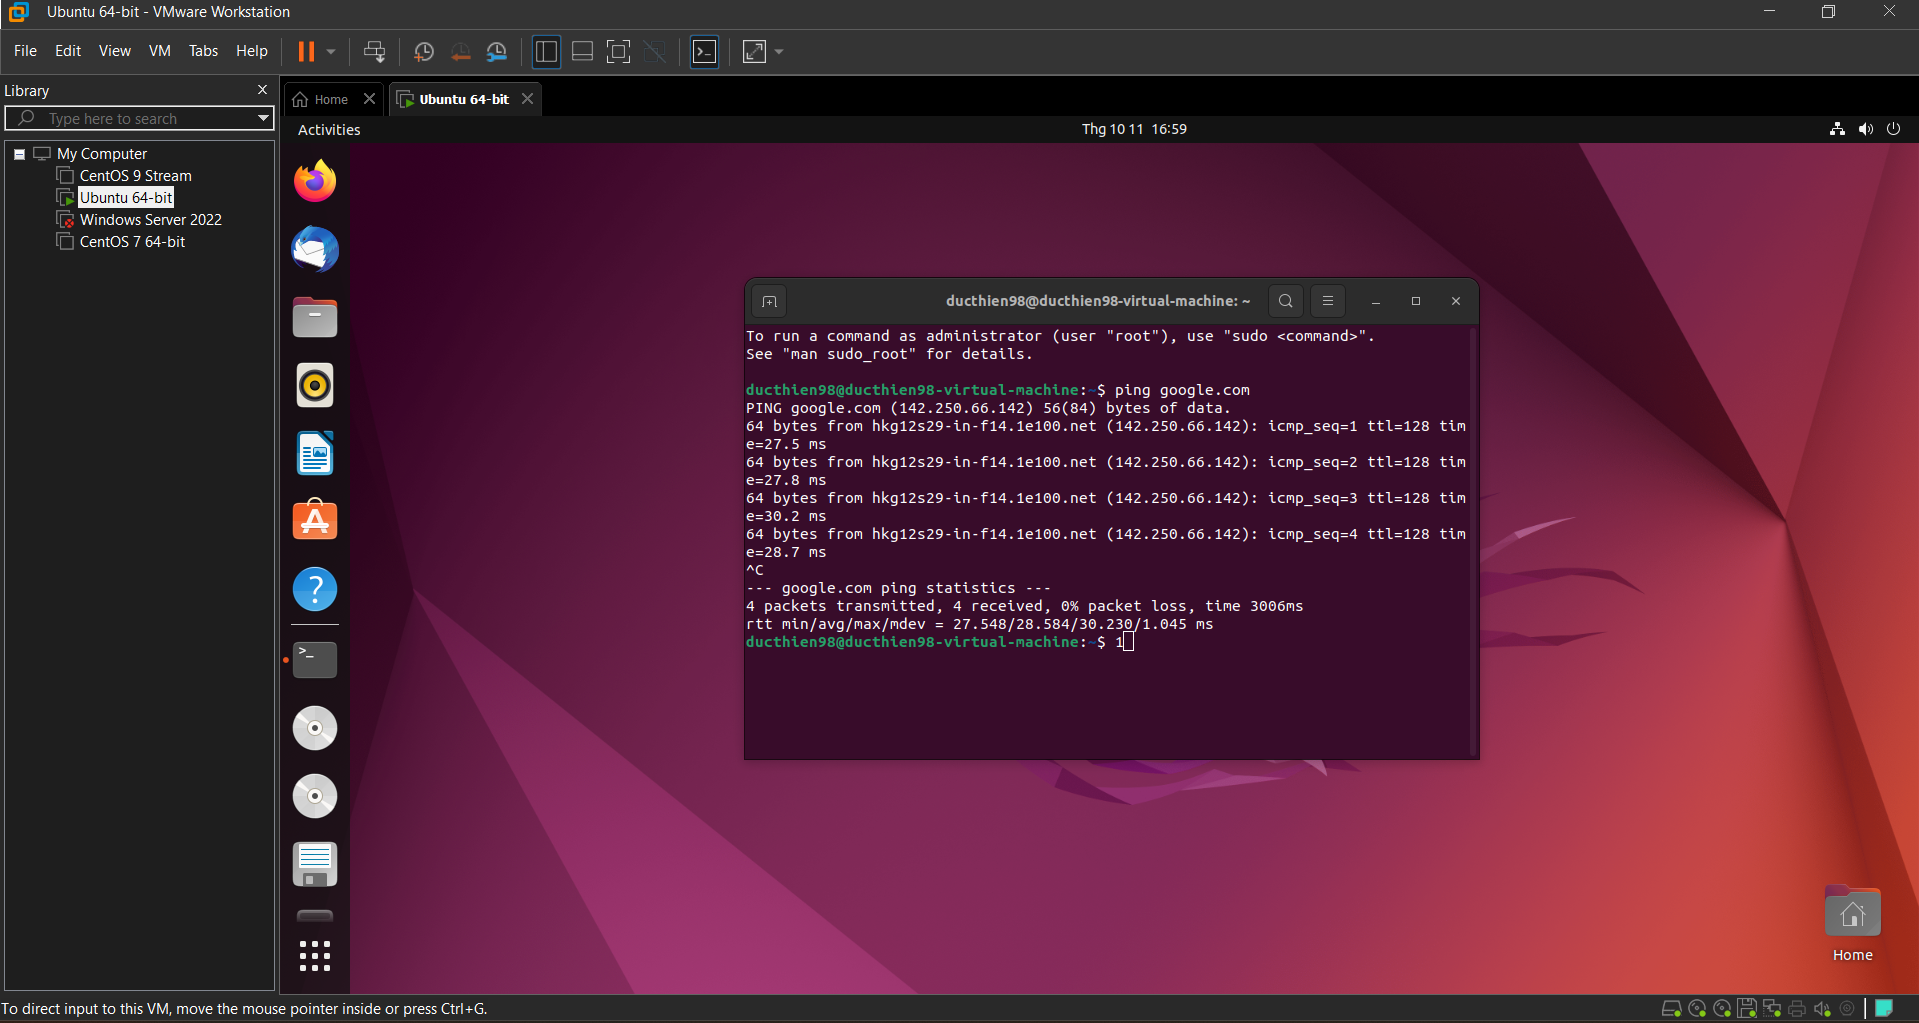 Ubuntu 64-bit - VMware Workstation
File Edit View VM Tabs Help
Library
Type here to search
My Computer
CentOS 9 Stream
Ubuntu 64-bit
Windows Server 2022
CentOS 7 64-bit
Home
Ubuntu 64-bit
Activities
Thg 10 11 16:59
ducthien98@ducthien98-virtual-machine: ~
To run a command as administrator (user "root"), use "sudo <command>".
See "man sudo_root" for details.
ducthien98@ducthien98-virtual-machine:~$ ping google.com
PING google.com (142.250.66.142) 56(84) bytes of data.
64 bytes from hkg12s29-in-f14.1e100.net (142.250.66.142): icmp_seq=1 ttl=128 tim
e=27.5 ms
64 bytes from hkg12s29-in-f14.1e100.net (142.250.66.142): icmp_seq=2 ttl=128 tim
e=27.8 ms
64 bytes from hkg12s29-in-f14.1e100.net (142.250.66.142): icmp_seq=3 ttl=128 tim
e=30.2 ms
64 bytes from hkg12s29-in-f14.1e100.net (142.250.66.142): icmp_seq=4 ttl=128 tim
e=28.7 ms
^C
--- google.com ping statistics ---
4 packets transmitted, 4 received, 0% packet loss, time 3006ms
rtt min/avg/max/mdev = 27.548/28.584/30.230/1.045 ms
ducthien98@ducthien98-virtual-machine:~$ 1
Home
To direct input to this VM, move the mouse pointer inside or press Ctrl+G.